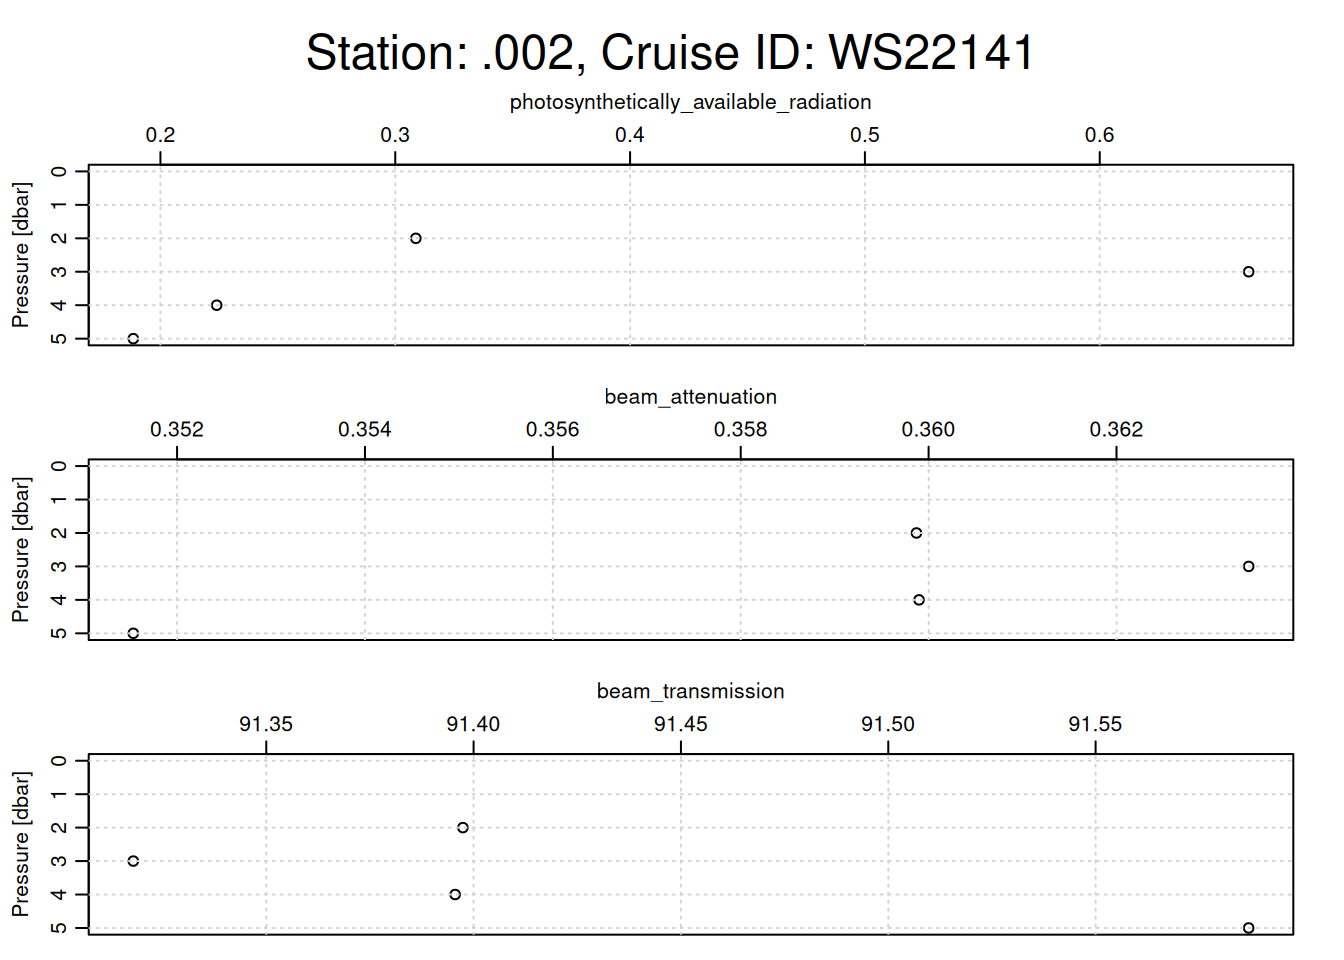 Station: .002, Cruise ID: WS22141
photosynthetically_available_radiation
0.2 0.3 0.4 0.5 0.6
Pressure [dbar]
0
1
2
3
4
5
beam_attenuation
0.352 0.354 0.356 0.358 0.360 0.362
Pressure [dbar]
0
1
2
3
4
5
beam_transmission
91.35 91.40 91.45 91.50 91.55
Pressure [dbar]
0
1
2
3
4
5